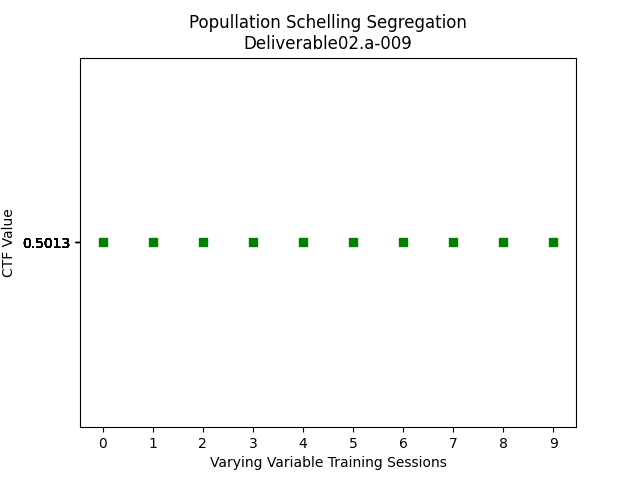 Popullation Schelling Segregation
Deliverable02.a-009
CTF Value
0.5013
0 1 2 3 4 5 6 7 8 9
Varying Variable Training Sessions